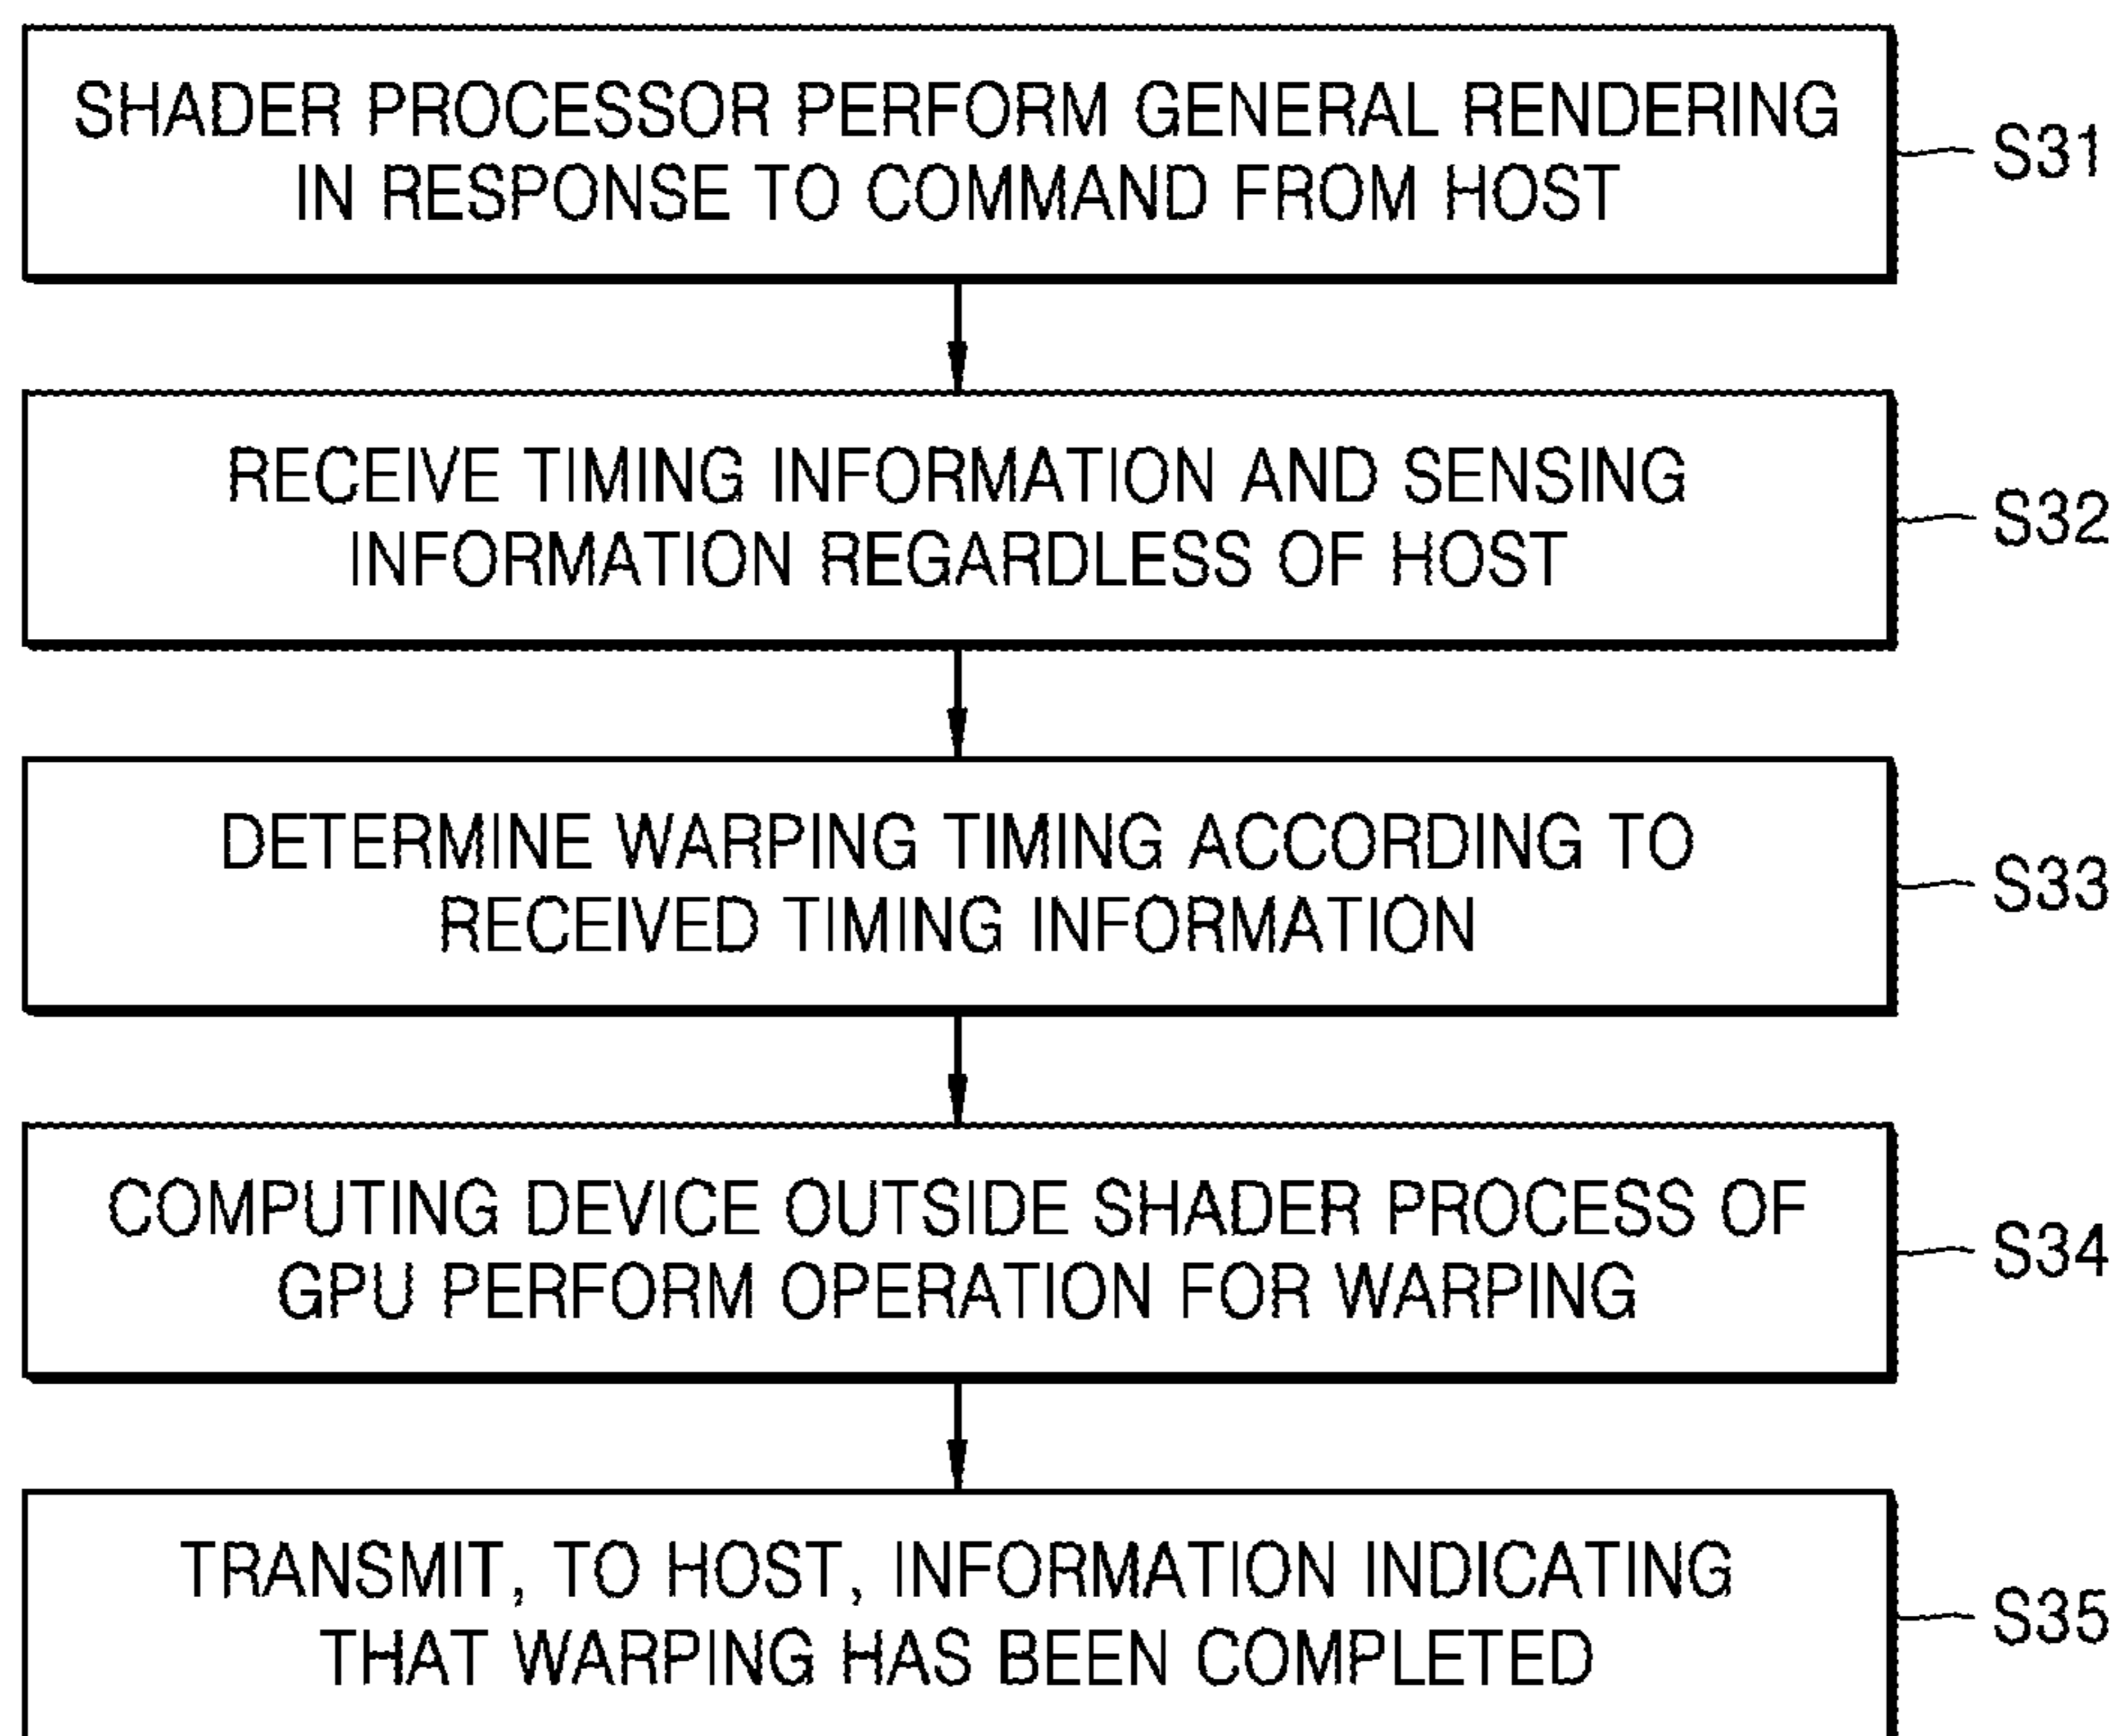 SHADER PROCESSOR PERFORM GENERAL RENDERING
IN RESPONSE TO COMMAND FROM HOST
S31
RECEIVE TIMING INFORMATION AND SENSING
INFORMATION REGARDLESS OF HOST
S32
DETERMINE WARPING TIMING ACCORDING TO
RECEIVED TIMING INFORMATION
S33
COMPUTING DEVICE OUTSIDE SHADER PROCESS OF
GPU PERFORM OPERATION FOR WARPING
S34
TRANSMIT, TO HOST, INFORMATION INDICATING
THAT WARPING HAS BEEN COMPLETED
S35